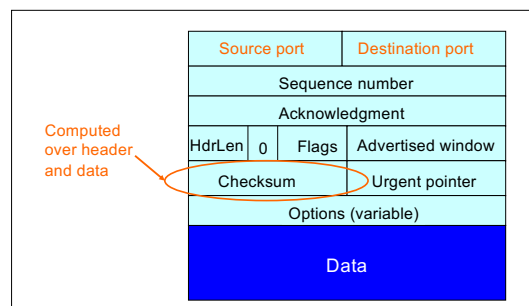 Source port Destination port
Sequence number
Acknowledgment
Computed
over header
and data
HdrLen 0 Flags Advertised window
Checksum Urgent pointer
Options (variable)
Data